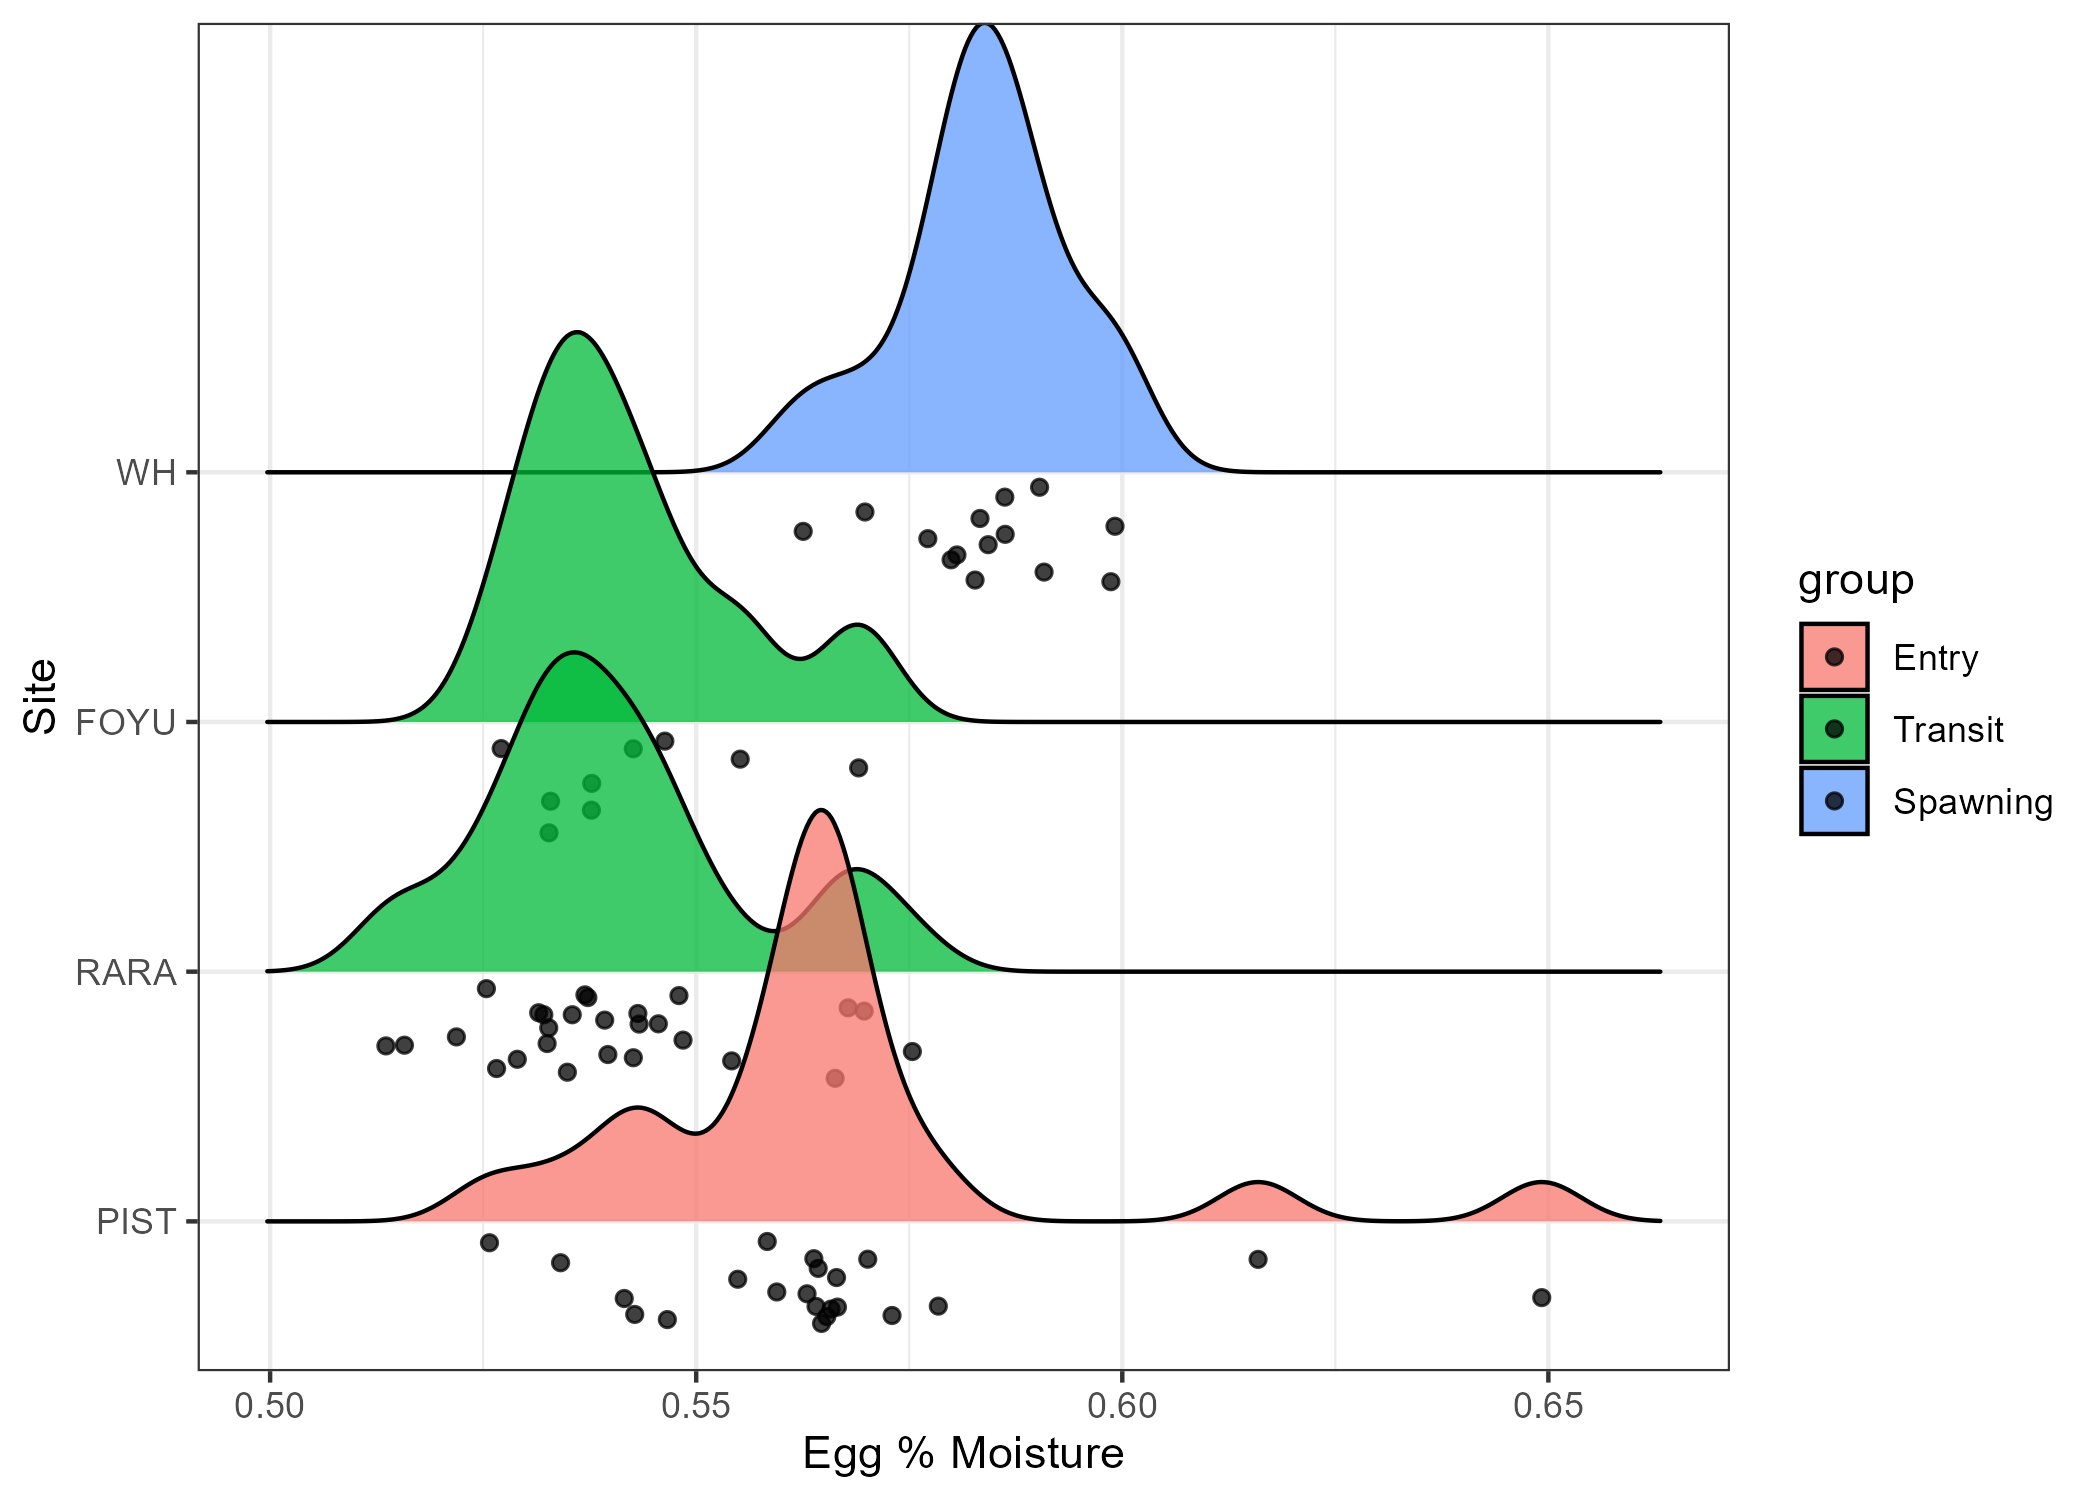 Site
WH
FOYU
RARA
PIST
0.50
0.55
0.60
0.65
Egg % Moisture
group
Entry
Transit
Spawning